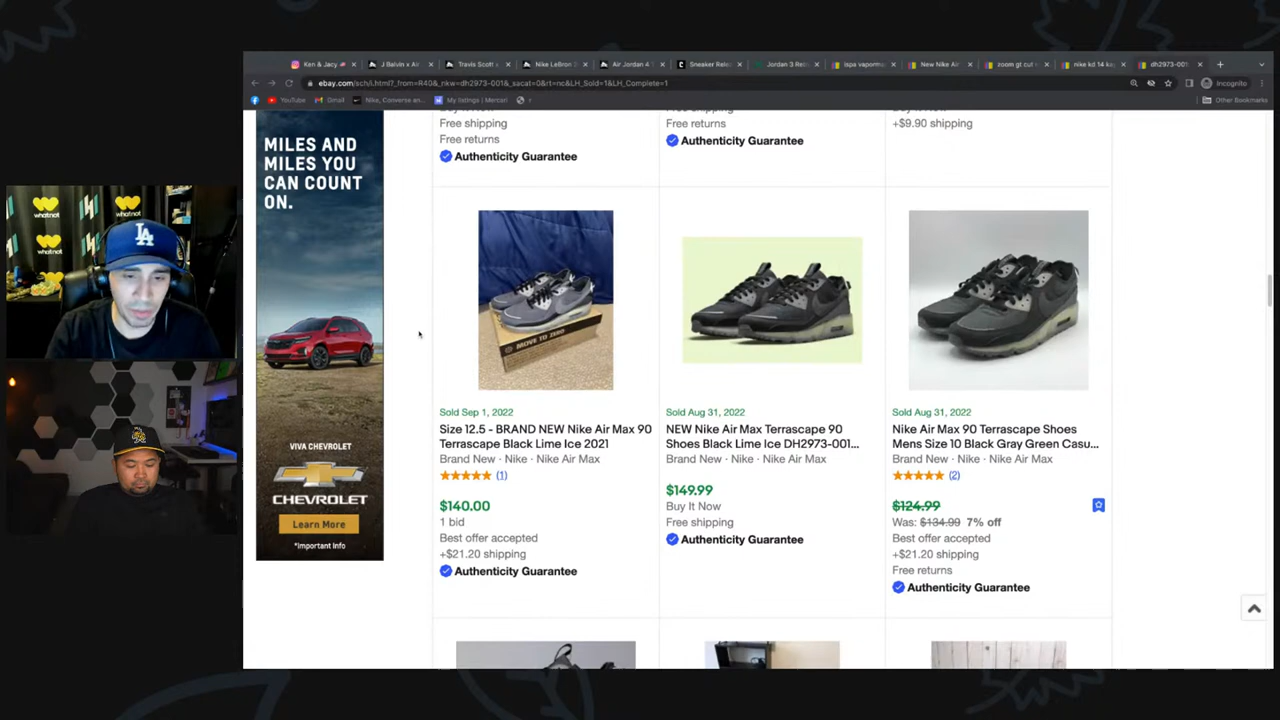 Ken & Jacy
J Balvin x Air
Travis Scott x
Nike LeBron
Air Jordan 4
Sneaker Rele
Jordan 3 Rele
ispa vaporm
New Nike Air
zoom gt cut
nike kd 14
dh2973-001
ebay.com/sch/i.html?_from=R40&_nkw=dh2973-001&_sacat=0&rt=nc&LH_Sold=1&LH_Complete=1
Incognito
YouTube
Gmail
Nike, Converse an...
My listings | Mercari
Other Bookmarks
MILES AND
MILES YOU
CAN COUNT
ON.
VIVA CHEVROLET
CHEVROLET
Learn More
*Important Info
Free shipping
Free returns
Authenticity Guarantee
Free returns
Authenticity Guarantee
+$9.90 shipping
MOVE TO ZERO
Sold Sep 1, 2022
Size 12.5 - BRAND NEW Nike Air Max 90
Terrascape Black Lime Ice 2021
Brand New · Nike · Nike Air Max
(1)
$140.00
1 bid
Best offer accepted
+$21.20 shipping
Authenticity Guarantee
Sold Aug 31, 2022
NEW Nike Air Max Terrascape 90
Shoes Black Lime Ice DH2973-001...
Brand New · Nike · Nike Air Max
$149.99
Buy It Now
Free shipping
Authenticity Guarantee
Sold Aug 31, 2022
Nike Air Max 90 Terrascape Shoes
Mens Size 10 Black Gray Green Casu...
Brand New · Nike · Nike Air Max
(2)
$124.99
Was: $134.99 7% off
Best offer accepted
+$21.20 shipping
Free returns
Authenticity Guarantee
whatnot
whatnot
whatnot
LA